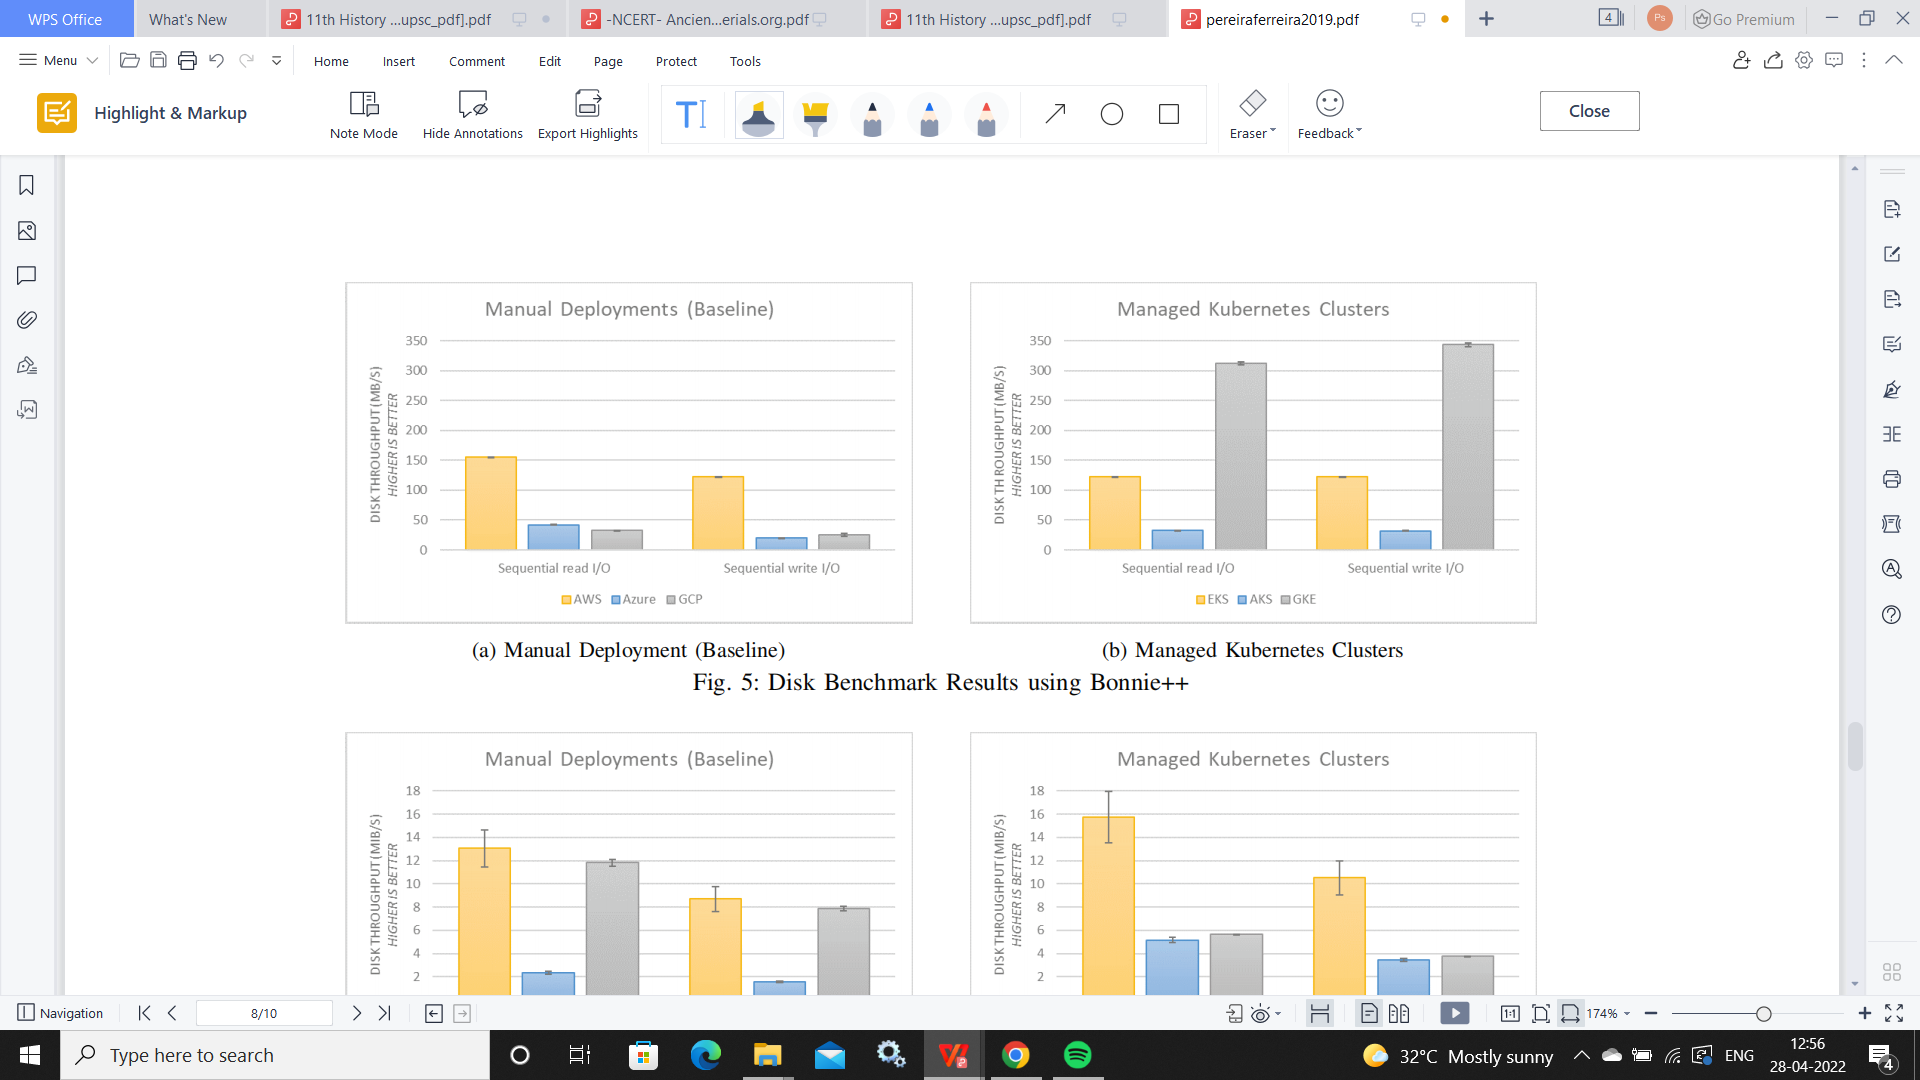 WPS Office
What's New
11th History ...upsc_pdf].pdf
-NCERT- Ancien...erials.org.pdf
11th History ...upsc_pdf].pdf
pereiraferreira2019.pdf
4
Ps
Go Premium
Menu
Home
Insert
Comment
Edit
Page
Protect
Tools
Highlight & Markup
Note Mode
Hide Annotations
Export Highlights
Eraser
Feedback
Close
Manual Deployments (Baseline)
DISK THROUGHPUT (MB/S)
HIGHER IS BETTER
350
300
250
200
150
100
50
0
Sequential read I/O
Sequential write I/O
AWS Azure GCP
(a) Manual Deployment (Baseline)
Managed Kubernetes Clusters
DISK TH ROUGHPUT (MB/S)
HIGHER IS BETTER
350
300
250
200
150
100
50
0
Sequential read I/O
Sequential write I/O
EKS AKS GKE
(b) Managed Kubernetes Clusters
Fig. 5: Disk Benchmark Results using Bonnie++
Manual Deployments (Baseline)
DISK THROUGHPUT (MIB/S)
HIGHER IS BETTER
18
16
14
12
10
8
6
4
2
Managed Kubernetes Clusters
DISK THROUGHPUT (MIB/S)
HIGHER IS BETTER
18
16
14
12
10
8
6
4
2
Navigation
8/10
1:1
174%
Type here to search
32°C Mostly sunny
ENG
12:56
28-04-2022
4